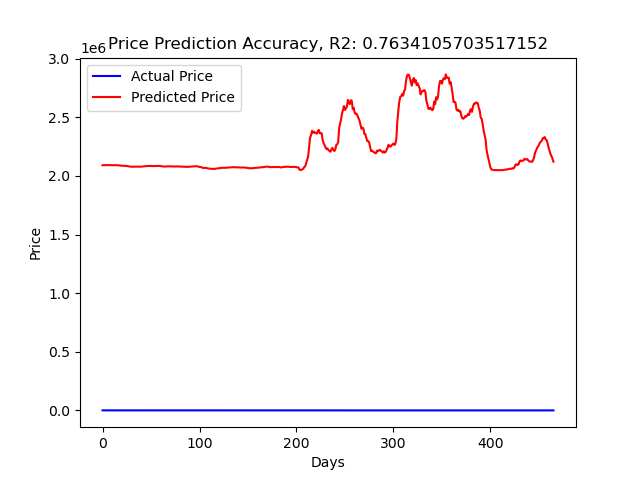 Price Prediction Accuracy, R2: 0.7634105703517152
1e6
3.0
2.5
2.0
1.5
1.0
0.5
0.0
Price
Actual Price
Predicted Price
0 100 200 300 400
Days